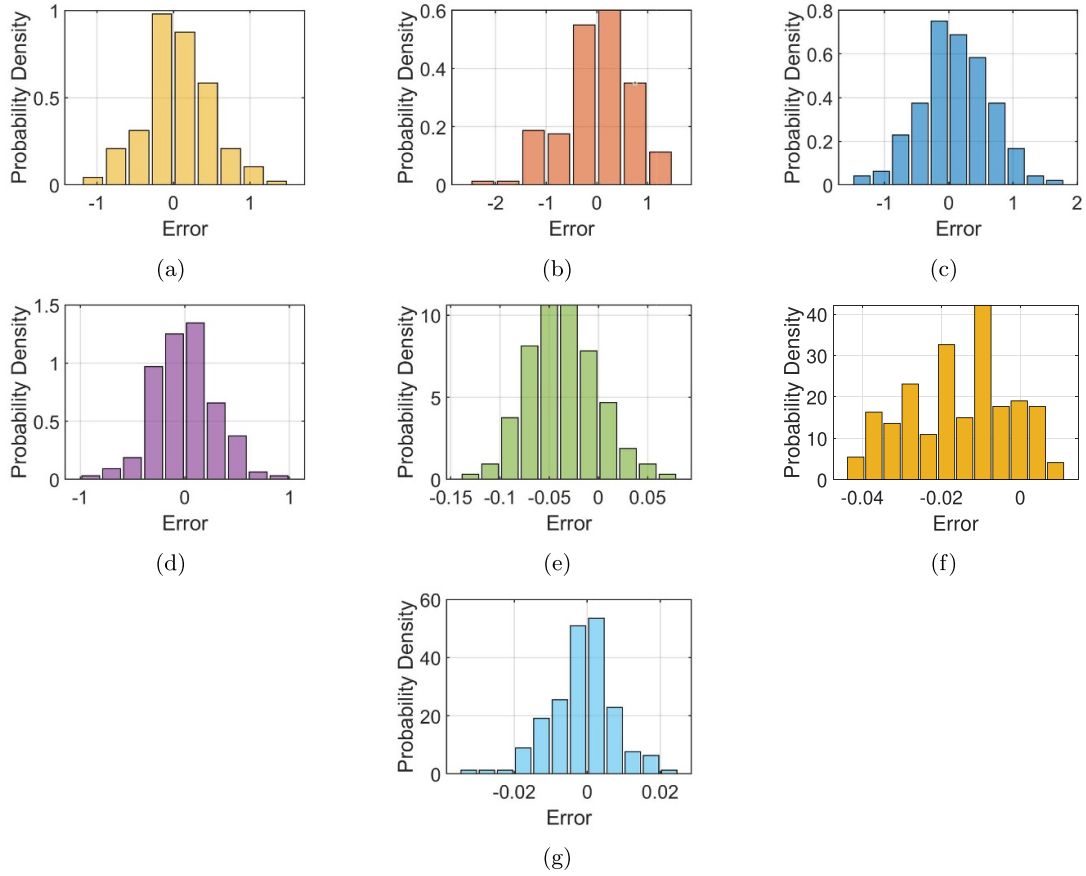 Probability Density
1
0.5
0
-1 0 1
Error
(a)
Probability Density
0.6
0.4
0.2
0
-2 -1 0 1
Error
(b)
Probability Density
0.8
0.6
0.4
0.2
0
-1 0 1 2
Error
(c)
Probability Density
1.5
1
0.5
0
-1 0 1
Error
(d)
Probability Density
10
5
0
-0.15 -0.1 -0.05 0 0.05
Error
(e)
Probability Density
40
30
20
10
0
-0.04 -0.02 0
Error
(f)
Probability Density
60
40
20
0
-0.02 0 0.02
Error
(g)